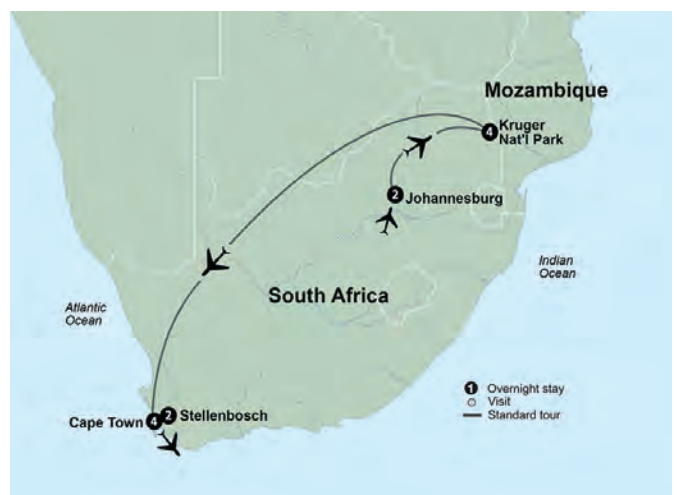 Mozambique
4 Kruger
Nat'l Park
2 Johannesburg
Indian
Ocean
South Africa
Atlantic
Ocean
1 Overnight stay
Visit
Standard tour
2 Stellenbosch
Cape Town 4